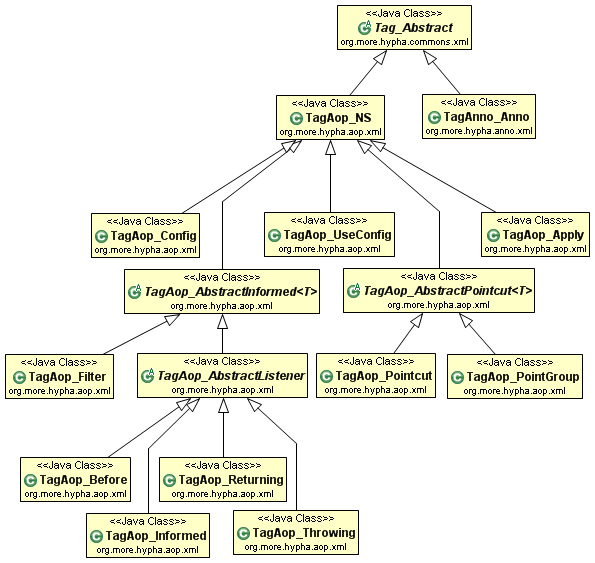 <<Java Class>>
Tag_Abstract
org.more.hypha.commons.xml
<<Java Class>>
TagAop_NS
org.more.hypha.aop.xml
<<Java Class>>
TagAnno_Anno
org.more.hypha.anno.xml
<<Java Class>>
TagAop_Config
org.more.hypha.aop.xml
<<Java Class>>
TagAop_UseConfig
org.more.hypha.aop.xml
<<Java Class>>
TagAop_Apply
org.more.hypha.aop.xml
<<Java Class>>
TagAop_AbstractInformed<T>
org.more.hypha.aop.xml
<<Java Class>>
TagAop_AbstractPointcut<T>
org.more.hypha.aop.xml
<<Java Class>>
TagAop_Filter
org.more.hypha.aop.xml
<<Java Class>>
TagAop_AbstractListener
org.more.hypha.aop.xml
<<Java Class>>
TagAop_Pointcut
org.more.hypha.aop.xml
<<Java Class>>
TagAop_PointGroup
org.more.hypha.aop.xml
<<Java Class>>
TagAop_Before
org.more.hypha.aop.xml
<<Java Class>>
TagAop_Returning
org.more.hypha.aop.xml
<<Java Class>>
TagAop_Informed
org.more.hypha.aop.xml
<<Java Class>>
TagAop_Throwing
org.more.hypha.aop.xml